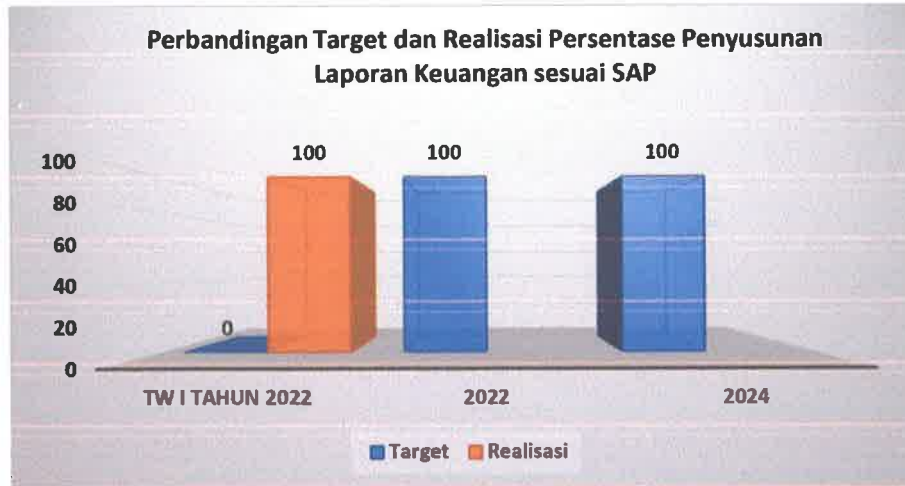 Perbandingan Target dan Realisasi Persentase Penyusunan
Laporan Keuangan sesuai SAP
100 100 100
100
80
60
40
20
0
0
TW I TAHUN 2022 2022 2024
Target Realisasi